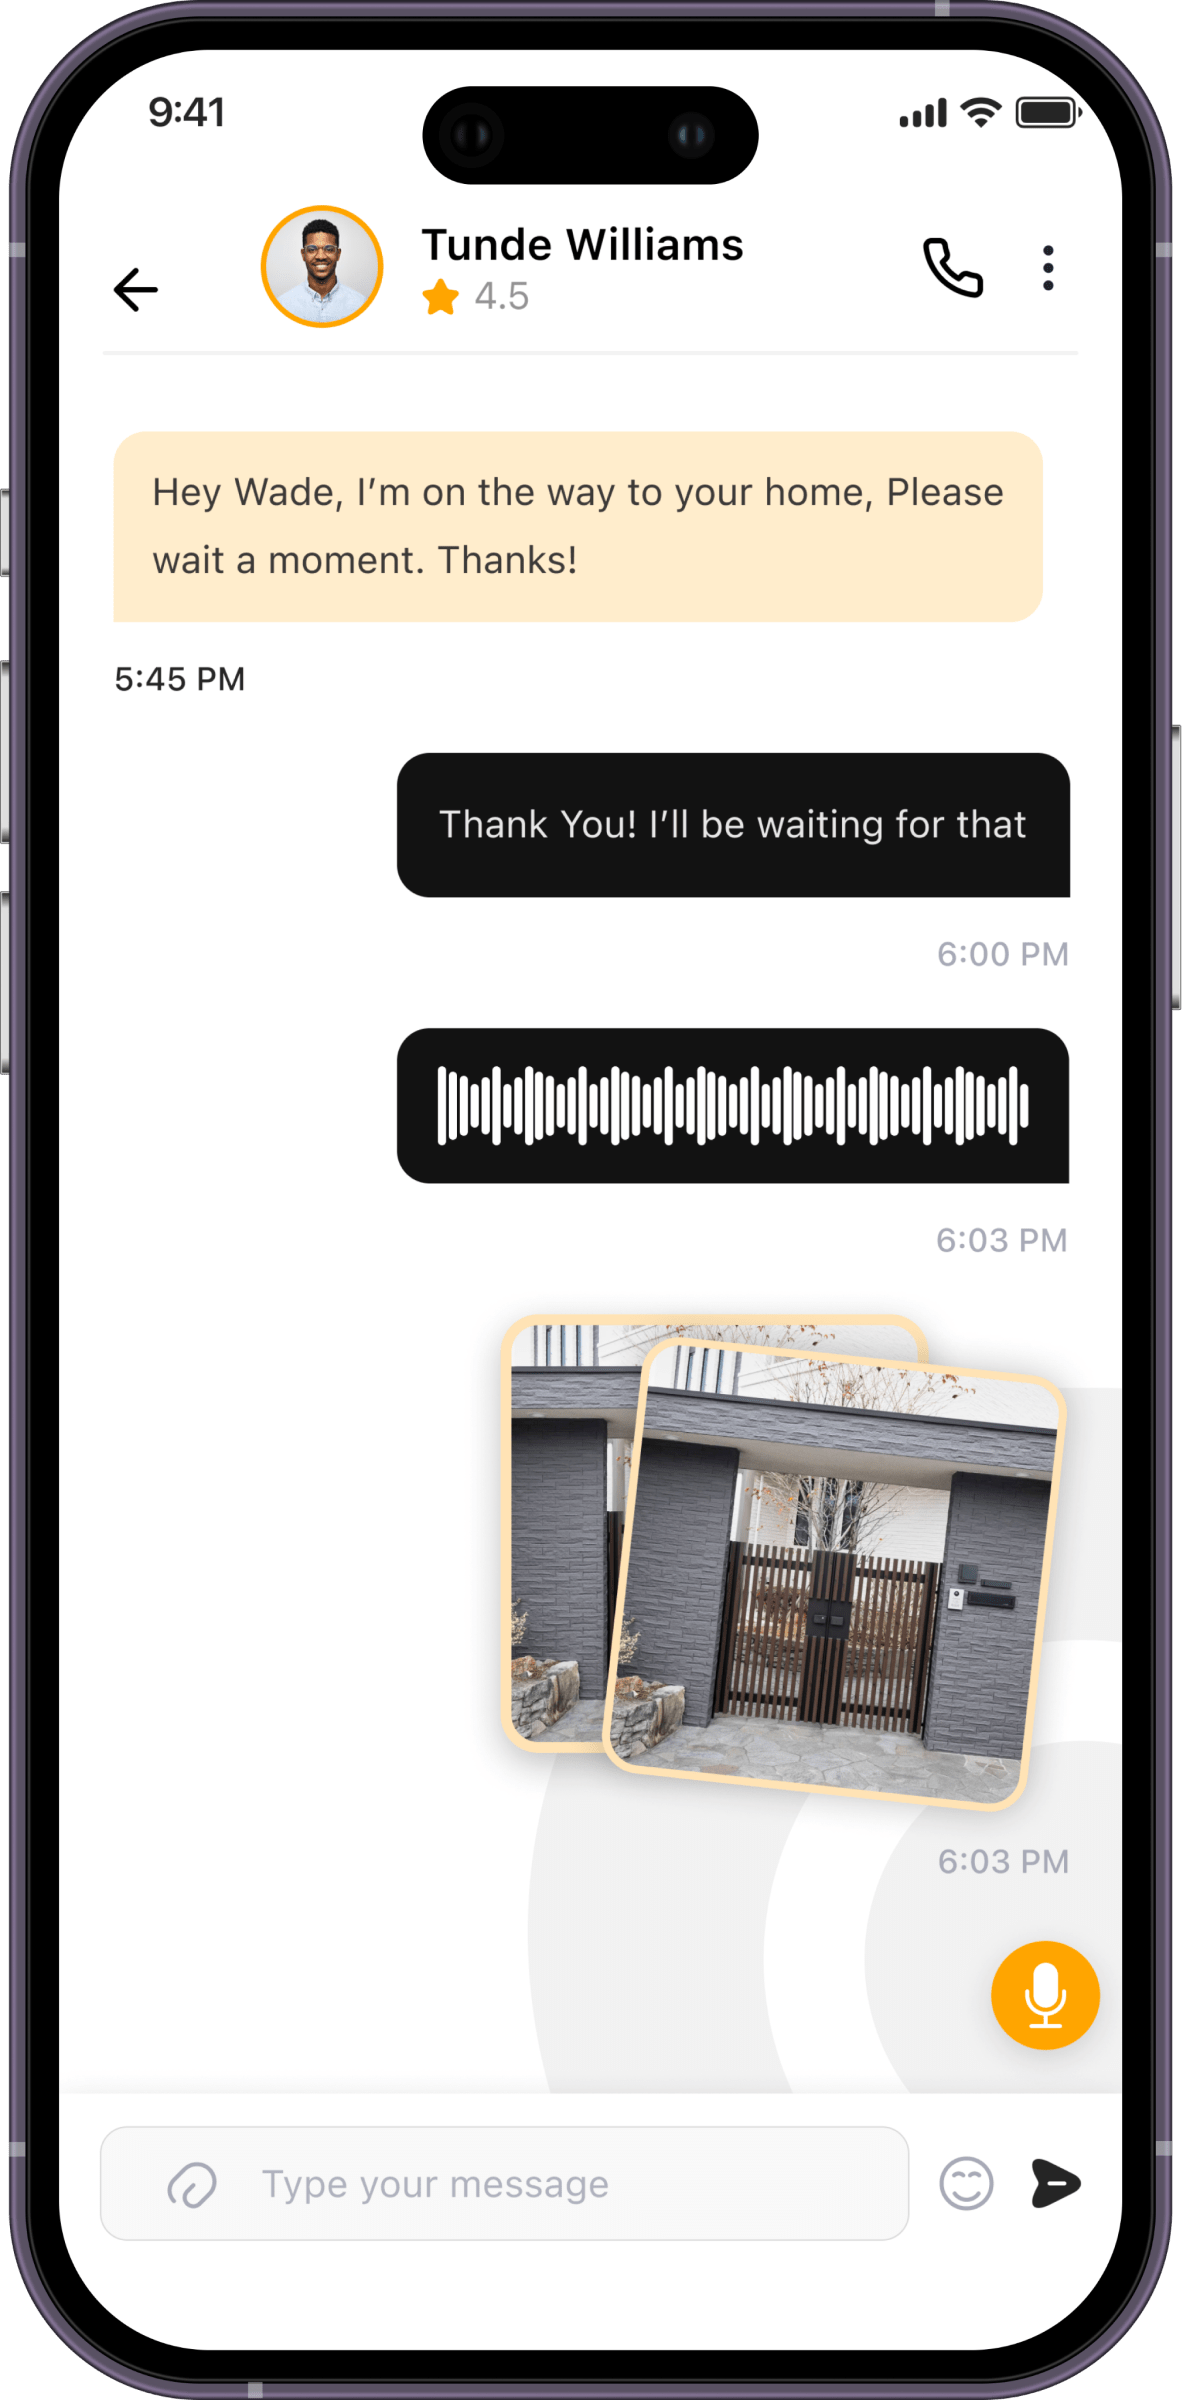 9:41
Tunde Williams
4.5
Hey Wade, I’m on the way to your home, Please
wait a moment. Thanks!
5:45 PM
Thank You! I’ll be waiting for that
6:00 PM
6:03 PM
6:03 PM
Type your message